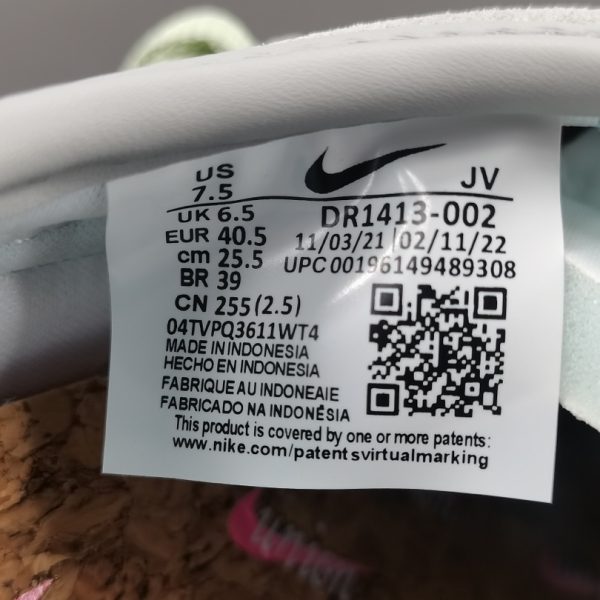 US
7.5
JV
UK 6.5
DR1413-002
EUR 40.5
11/03/21 02/11/22
cm 25.5
UPC 00196149489308
BR 39
CN 255 (2.5)
04TVPQ3611WT4
MADE IN INDONESIA
HECHO EN INDONESIA
FABRIQUE AU INDONEAIE
FABRICADO NA INDONÉSIA
This product is covered by one or more patents:
www.nike.com/patentsvirtualmarking
union